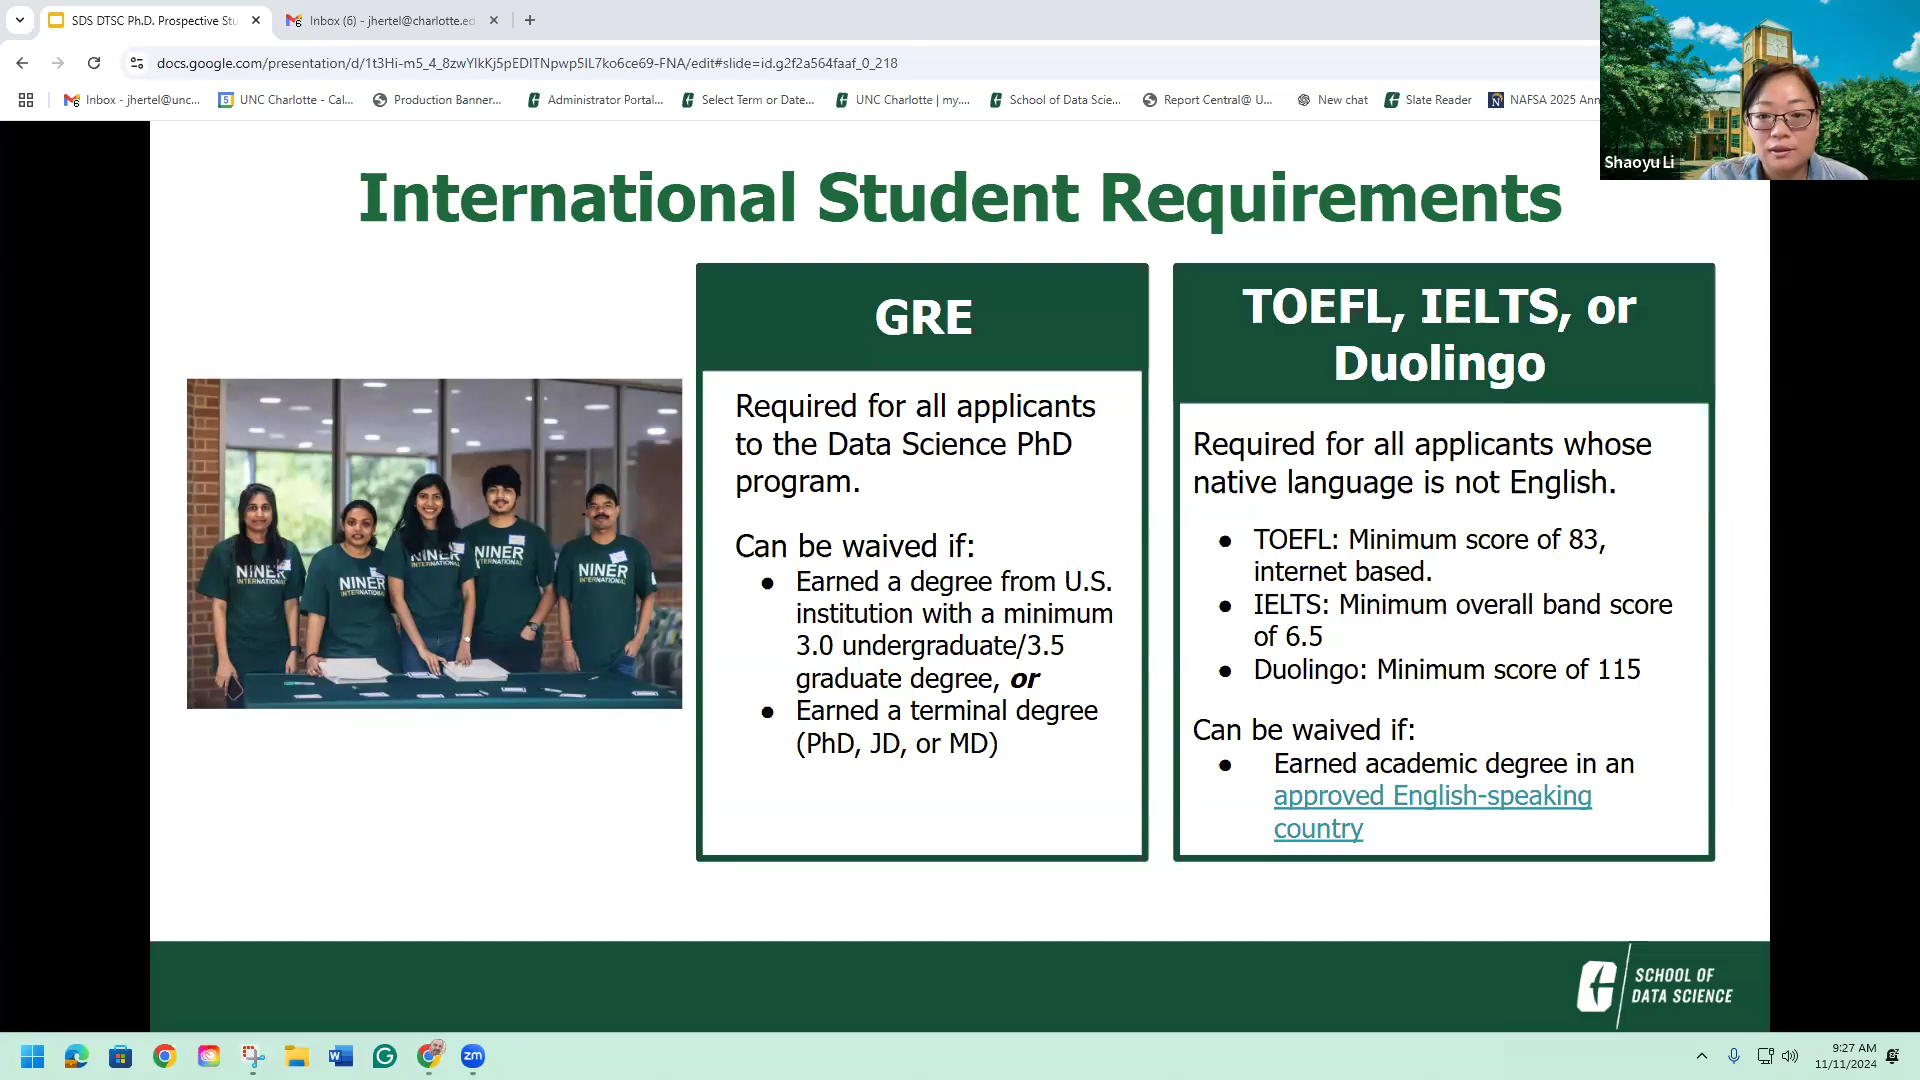 SDS DTSC Ph.D. Prospective Stu
Inbox (6) - jhertel@charlotte.ed
docs.google.com/presentation/d/1t3Hi-m5_4_8zwYlkKj5pEDITNpwp5IL7ko6ce69-FNA/edit#slide=id.g2f2a564faaf_0_218
Inbox - jhertel@unc...
UNC Charlotte - Cal...
Production Banner...
Administrator Portal...
Select Term or Date...
UNC Charlotte | my....
School of Data Scie...
Report Central@ U...
New chat
Slate Reader
NAFSA 2025 Ann
Shaoyu Li
International Student Requirements
GRE
Required for all applicants
to the Data Science PhD
program.
Can be waived if:
● Earned a degree from U.S.
institution with a minimum
3.0 undergraduate/3.5
graduate degree, or
● Earned a terminal degree
(PhD, JD, or MD)
TOEFL, IELTS, or
Duolingo
Required for all applicants whose
native language is not English.
● TOEFL: Minimum score of 83,
internet based.
● IELTS: Minimum overall band score
of 6.5
● Duolingo: Minimum score of 115
Can be waived if:
● Earned academic degree in an
approved English-speaking
country
NINER
INTERNATIONAL
NINER
INTERNATIONAL
NINER
INTERNATIONAL
NINER
INTERNATIONAL
NINER
INTERNATIONAL
SCHOOL OF
DATA SCIENCE
zm
9:27 AM
11/11/2024